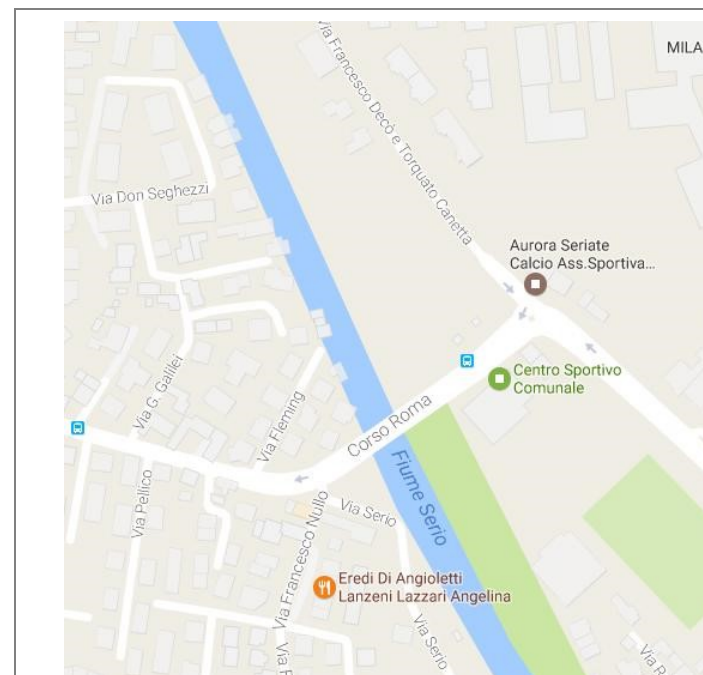 MILA
Via Francesco Decò e Torquato Canetta
Via Don Seghezzi
Aurora Seriate
Calcio Ass.Sportiva...
Centro Sportivo
Comunale
Via G. Galilei
Via Fleming
Corso Roma
Fiume Serio
Via Pellico
Via Serio
Via Francesco Nullo
Eredi Di Angioletti
Lanzeni Lazzari Angelina
Via Serio
Via F
Via R